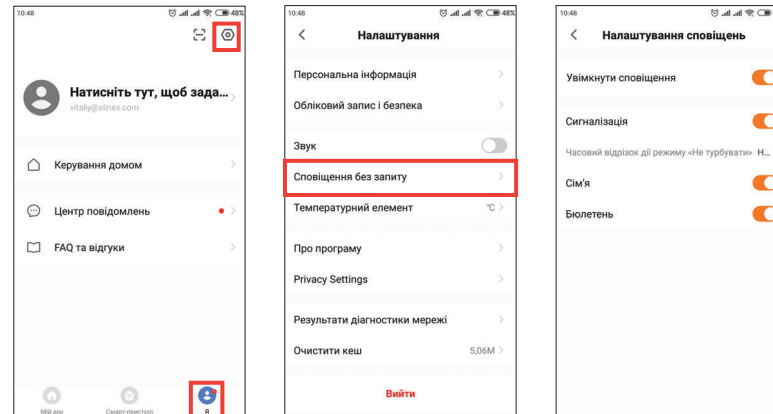 10:48
48%
Натисніть тут, щоб зада...
vitaliy@slinex.com
Керування домом
Центр повідомлень
FAQ та відгуки
Мій дім
Смарт-пристрої
Я
10:48
48%
Налаштування
Персональна інформація
Обліковий запис і безпека
Звук
Сповіщення без запиту
Температурний елемент °C
Про програму
Privacy Settings
Результати діагностики мережі
Очистити кеш 5,06M
Вийти
10:48
Налаштування сповіщень
Увімкнути сповіщення
Сигналізація
Часовий відрізок дії режиму «Не турбувати» Н...
Сім'я
Бюлетень